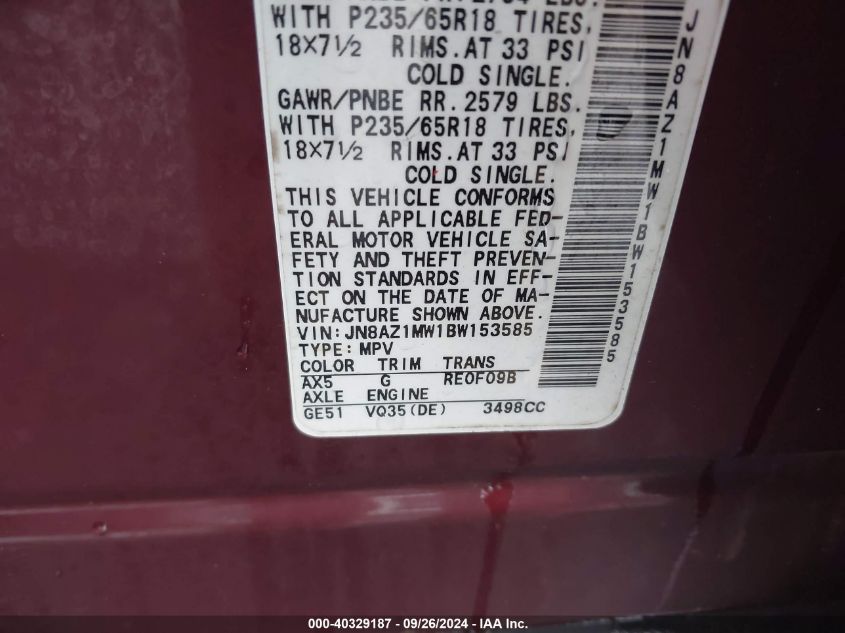 LBS.
WITH P235/65R18 TIRES,
18X7½ RIMS.AT 33 PSI
COLD SINGLE.
GAWR/PNBE RR.2579 LBS.
WITH P235/65R18 TIRES,
18X7½ RIMS.AT 33 PSI
COLD SINGLE.
THIS VEHICLE CONFORMS
TO ALL APPLICABLE FED-
ERAL MOTOR VEHICLE SA-
FETY AND THEFT PREVEN-
TION STANDARDS IN EFF-
ECT ON THE DATE OF MA-
NUFACTURE SHOWN ABOVE.
VIN:JN8AZ1MW1BW153585
TYPE:MPV
COLOR TRIM TRANS
AX5 G RE0F09B
AXLE ENGINE
GE51 VQ35(DE) 3498CC
JN8AZ1MW1BW153585
000-40329187 - 09/26/2024 - IAA Inc.